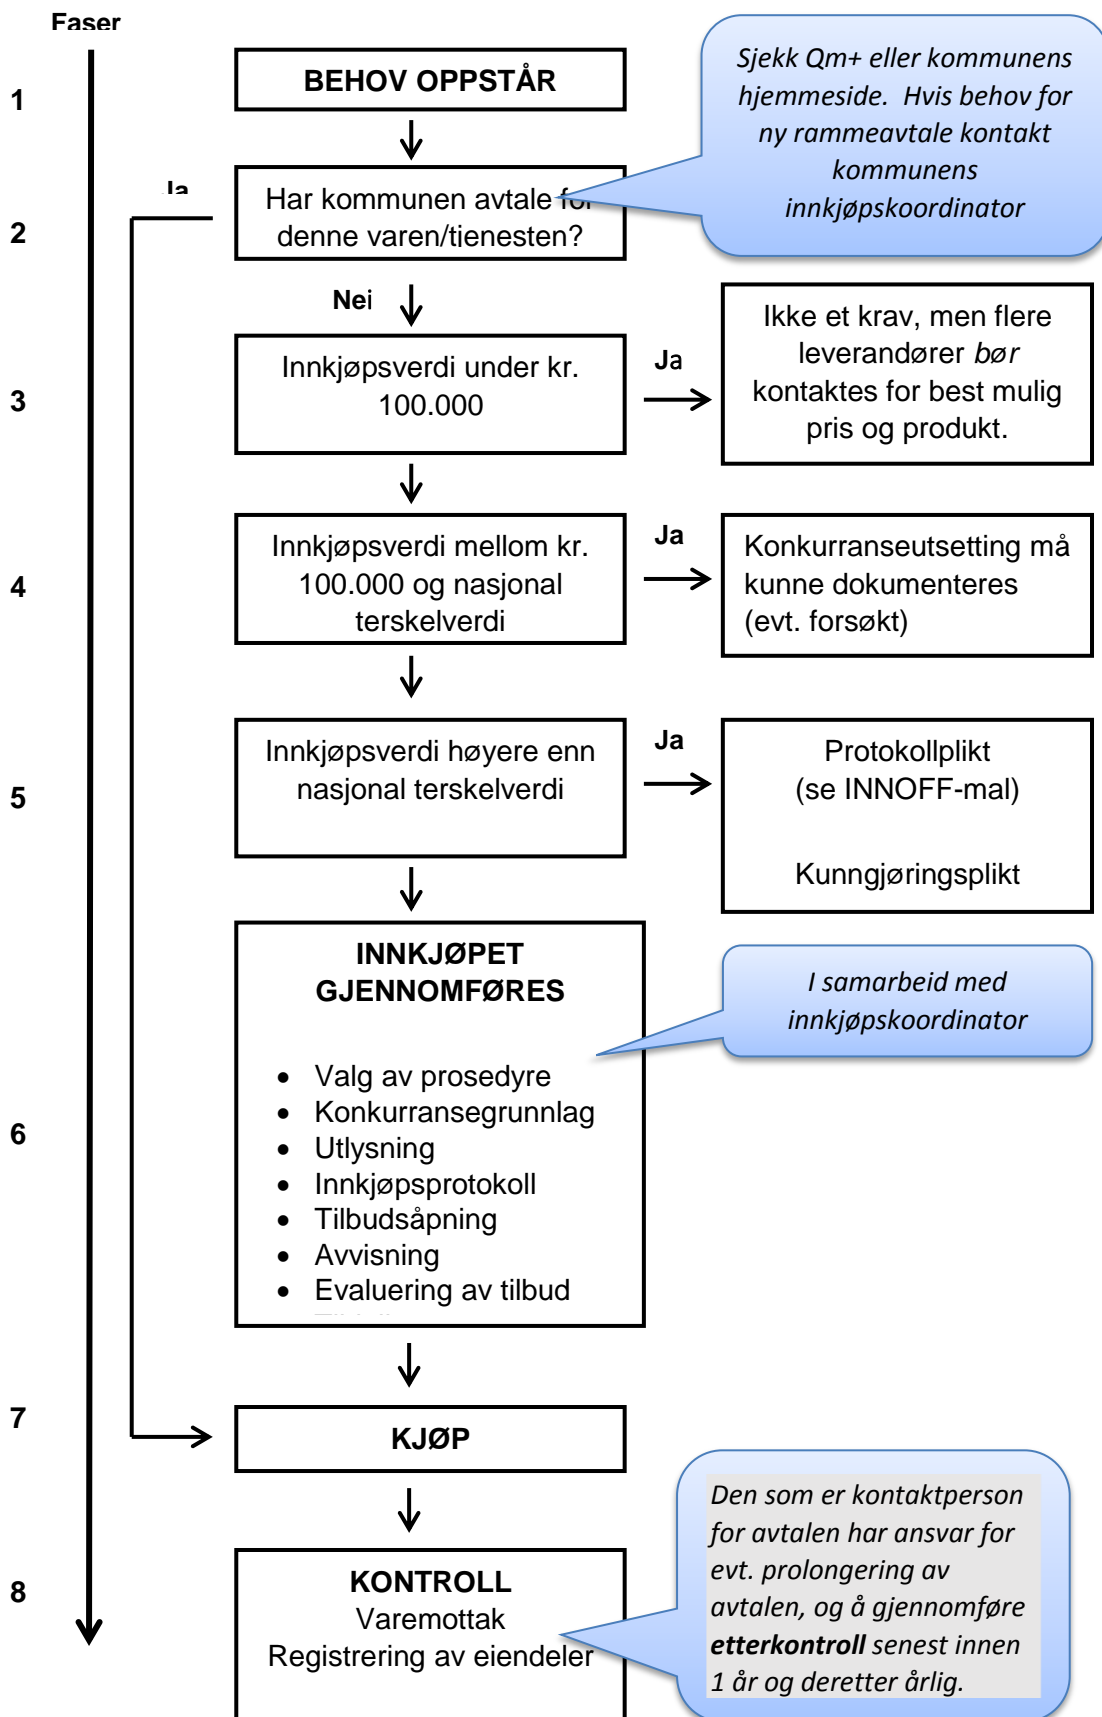 Faser
1
BEHOV OPPSTÅR
Sjekk Qm+ eller kommunens
hjemmeside.  Hvis behov for
ny rammeavtale kontakt
kommunens
innkjøpskoordinator
Ja
2
Har kommunen avtale for
denne varen/tjenesten?
Nei
3
Innkjøpsverdi under kr.
100.000
Ja
Ikke et krav, men flere
leverandører bør
kontaktes for best mulig
pris og produkt.
4
Innkjøpsverdi mellom kr.
100.000 og nasjonal
terskelverdi
Ja
Konkurranseutsetting må
kunne dokumenteres
(evt. forsøkt)
5
Innkjøpsverdi høyere enn
nasjonal terskelverdi
Ja
Protokollplikt
(se INNOFF-mal)
Kunngjøringsplikt
6
INNKJØPET
GJENNOMFØRES
• Valg av prosedyre
• Konkurransegrunnlag
• Utlysning
• Innkjøpsprotokoll
• Tilbudsåpning
• Avvisning
• Evaluering av tilbud
I samarbeid med
innkjøpskoordinator
7
KJØP
8
KONTROLL
Varemottak
Registrering av eiendeler
Den som er kontaktperson
for avtalen har ansvar for
evt. prolongering av
avtalen, og å gjennomføre
etterkontroll senest innen
1 år og deretter årlig.